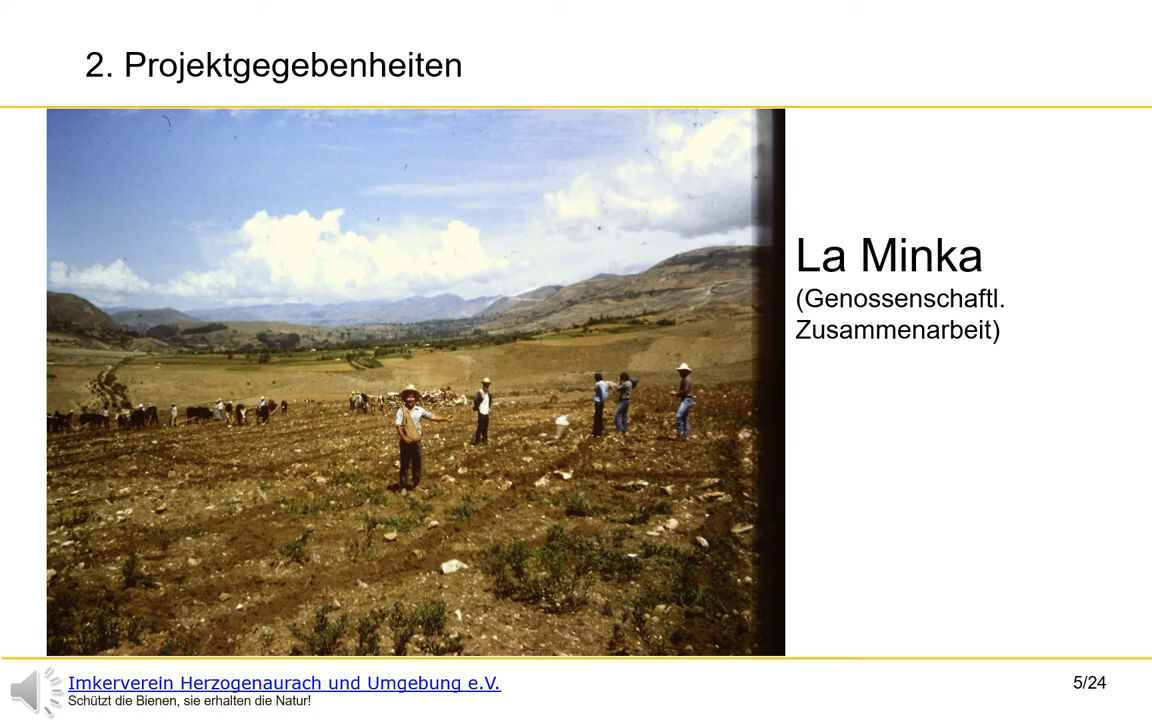 2. Projektgegebenheiten
La Minka
(Genossenschaftl.
Zusammenarbeit)
Imkerverein Herzogenaurach und Umgebung e.V.
Schützt die Bienen, sie erhalten die Natur!
5/24